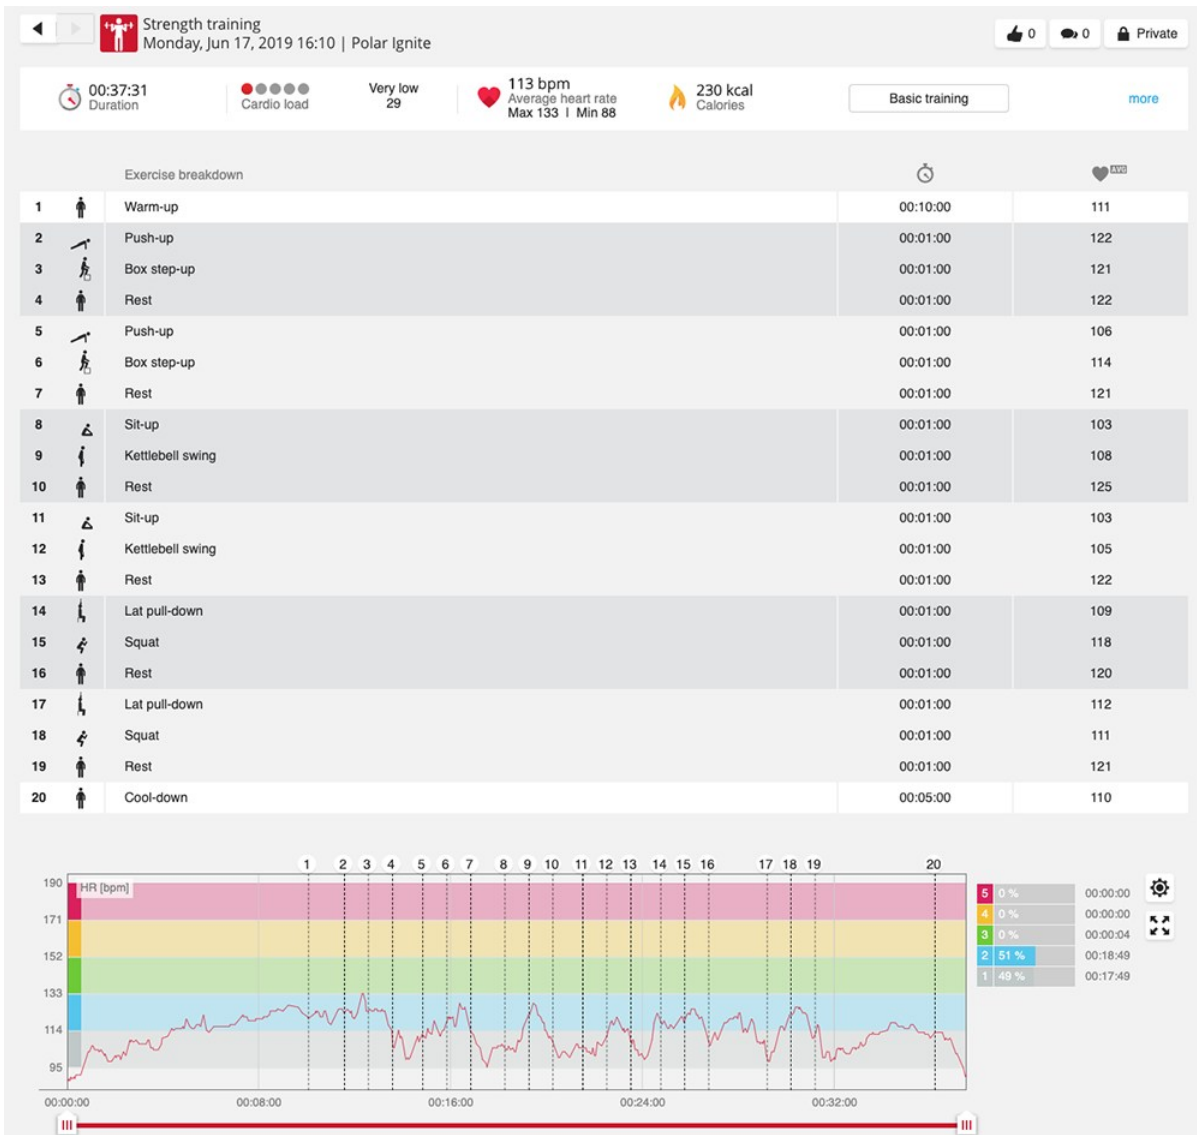 Strength training
Monday, Jun 17, 2019 16:10 | Polar Ignite
0
0
Private
00:37:31
Duration
Cardio load
Very low
29
113 bpm
Average heart rate
Max 133 | Min 88
230 kcal
Calories
Basic training
more
Exercise breakdown
AVG
1 Warm-up 00:10:00 111
2 Push-up 00:01:00 122
3 Box step-up 00:01:00 121
4 Rest 00:01:00 122
5 Push-up 00:01:00 106
6 Box step-up 00:01:00 114
7 Rest 00:01:00 121
8 Sit-up 00:01:00 103
9 Kettlebell swing 00:01:00 108
10 Rest 00:01:00 125
11 Sit-up 00:01:00 103
12 Kettlebell swing 00:01:00 105
13 Rest 00:01:00 122
14 Lat pull-down 00:01:00 109
15 Squat 00:01:00 118
16 Rest 00:01:00 120
17 Lat pull-down 00:01:00 112
18 Squat 00:01:00 111
19 Rest 00:01:00 121
20 Cool-down 00:05:00 110
1 2 3 4 5 6 7 8 9 10 11 12 13 14 15 16 17 18 19 20
HR [bpm]
190
171
152
133
114
95
00:00:00 00:08:00 00:16:00 00:24:00 00:32:00
5 0 % 00:00:00
4 0 % 00:00:00
3 0 % 00:00:04
2 51 % 00:18:49
1 49 % 00:17:49